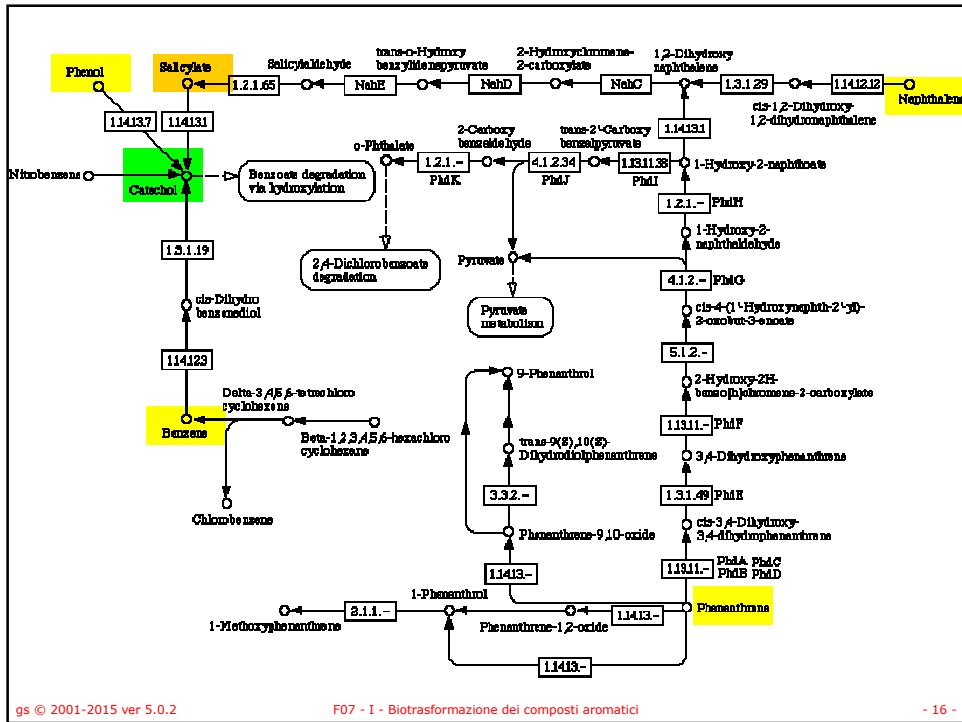 Phenol
Salicylate
Salicylaldehyde
trans-o-Hydroxy
benzylidenepyruvate
2-Hydroxychromene-
2-carboxylate
1,2-Dihydroxy
naphthalene
1.2.1.65
NahE
NahD
NahC
1.3.1.29
1.14.12.12
Naphthalene
cis-1,2-Dihydroxy-
1,2-dihydronaphthalene
1.14.13.7
1.14.13.1
1.14.13.1
o-Phthalate
2-Carboxy
benzaldehyde
trans-2'-Carboxy
benzalpyruvate
1.2.1.-
4.1.2.34
1.13.11.38
PhdK
PhdJ
PhdI
1-Hydroxy-2-naphthoate
Nitrobenzene
Catechol
Benzoate degradation
via hydroxylation
1.2.1.-
PhdH
1-Hydroxy-2-
naphthaldehyde
1.3.1.19
2,4-Dichlorobenzoate
degradation
Pyruvate
4.1.2.-
PhdG
Pyruvate
metabolism
cis-Dihydro
benzenediol
cis-4-(1'-Hydroxynaph-2'-yl)-
2-oxobut-3-enoate
1.14.12.3
5.1.2.-
9-Phenanthrol
2-Hydroxy-2H-
benzo[h]chromene-2-carboxylate
Delta-3,4,5,6-tetrachloro
cyclohexene
Benzene
Beta-1,2,3,4,5,6-hexachloro
cyclohexane
1.13.11.-
PhdF
trans-9(S),10(S)-
Dihydrodiolphenanthrene
3,4-Dihydroxyphenanthrene
3.3.2.-
1.3.1.49
PhdE
Chlorobenzene
Phenanthrene-9,10-oxide
cis-3,4-Dihydroxy-
3,4-dihydrophenanthrene
1.14.13.-
1.13.11.-
PhdA PhdC
PhdB PhdD
1-Phenanthrol
2.1.1.-
1.14.13.-
Phenanthrene
1-Methoxyphenanthrene
Phenanthrene-1,2-oxide
1.14.13.-
gs © 2001-2015 ver 5.0.2
F07 - I - Biotrasformazione dei composti aromatici
- 16 -